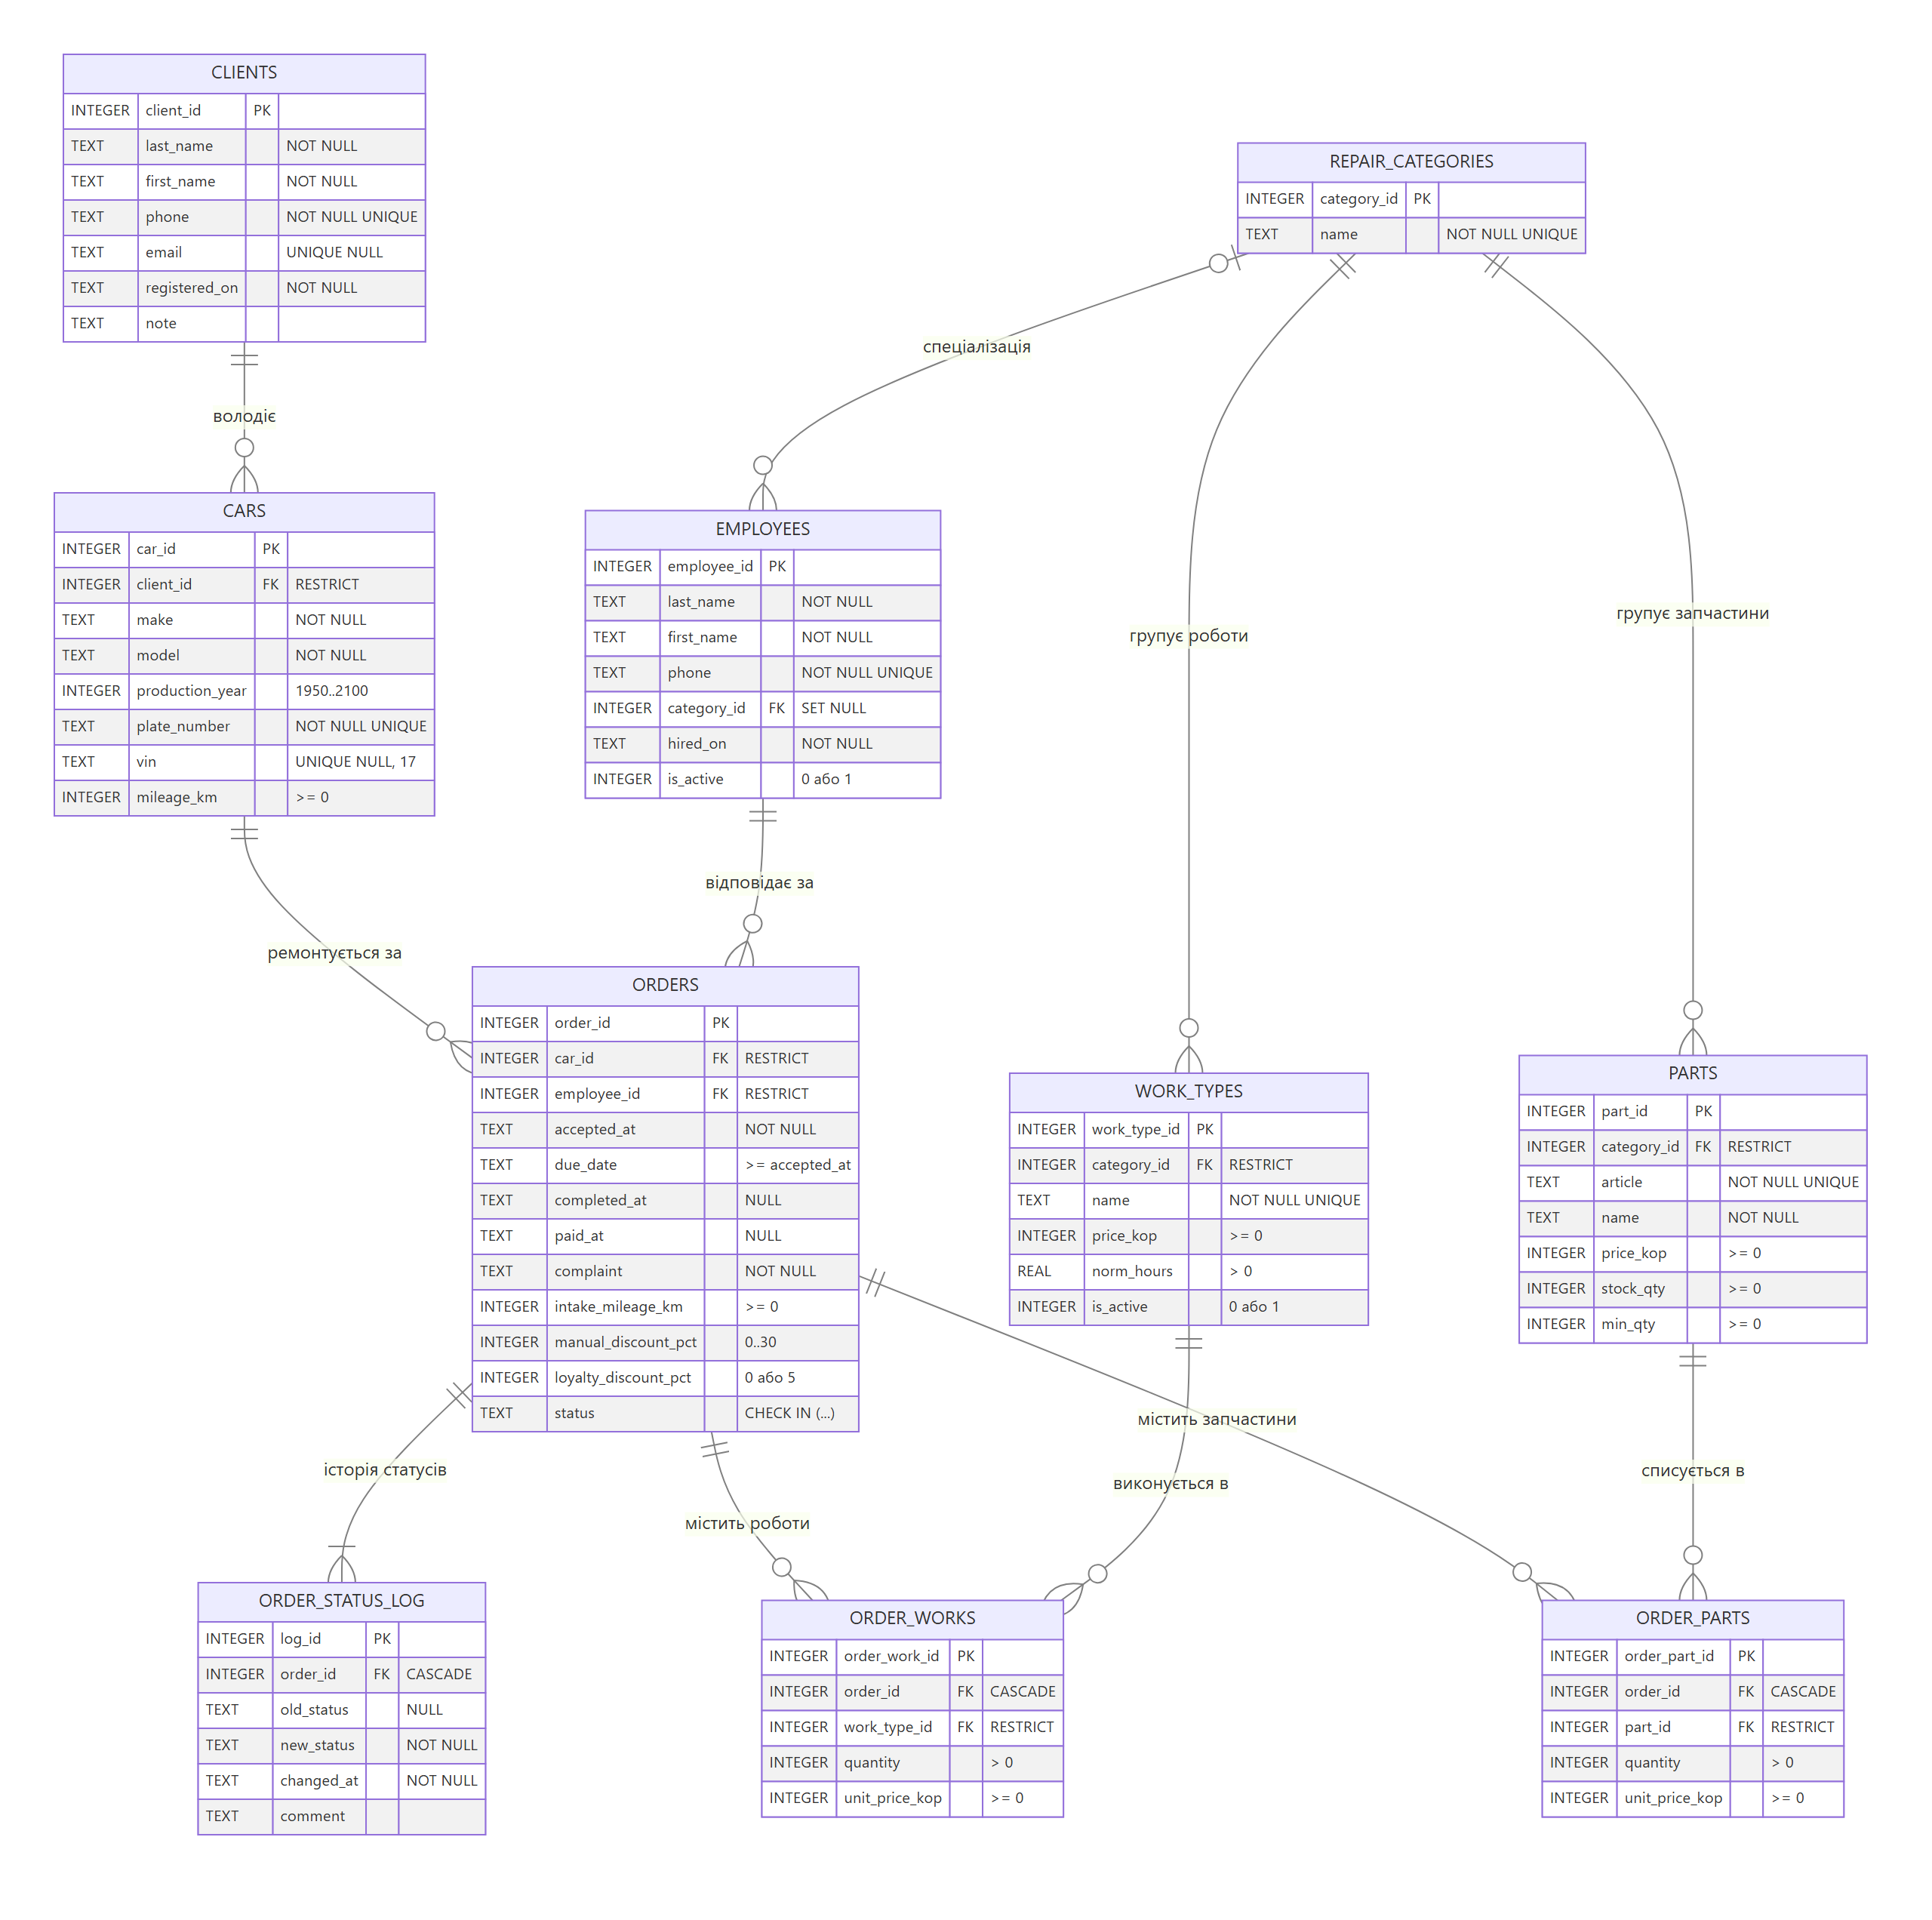 CLIENTS
INTEGER client_id PK
TEXT last_name NOT NULL
TEXT first_name NOT NULL
TEXT phone NOT NULL UNIQUE
TEXT email UNIQUE NULL
TEXT registered_on NOT NULL
TEXT note
REPAIR_CATEGORIES
INTEGER category_id PK
TEXT name NOT NULL UNIQUE
спеціалізація
володіє
CARS
INTEGER car_id PK
INTEGER client_id FK RESTRICT
TEXT make NOT NULL
TEXT model NOT NULL
INTEGER production_year 1950..2100
TEXT plate_number NOT NULL UNIQUE
TEXT vin UNIQUE NULL, 17
INTEGER mileage_km >= 0
EMPLOYEES
INTEGER employee_id PK
TEXT last_name NOT NULL
TEXT first_name NOT NULL
TEXT phone NOT NULL UNIQUE
INTEGER category_id FK SET NULL
TEXT hired_on NOT NULL
INTEGER is_active 0 або 1
групує роботи
групує запчастини
відповідає за
ремонтується за
ORDERS
INTEGER order_id PK
INTEGER car_id FK RESTRICT
INTEGER employee_id FK RESTRICT
TEXT accepted_at NOT NULL
TEXT due_date >= accepted_at
TEXT completed_at NULL
TEXT paid_at NULL
TEXT complaint NOT NULL
INTEGER intake_mileage_km >= 0
INTEGER manual_discount_pct 0..30
INTEGER loyalty_discount_pct 0 або 5
TEXT status CHECK IN (...)
WORK_TYPES
INTEGER work_type_id PK
INTEGER category_id FK RESTRICT
TEXT name NOT NULL UNIQUE
INTEGER price_kop >= 0
REAL norm_hours > 0
INTEGER is_active 0 або 1
PARTS
INTEGER part_id PK
INTEGER category_id FK RESTRICT
TEXT article NOT NULL UNIQUE
TEXT name NOT NULL
INTEGER price_kop >= 0
INTEGER stock_qty >= 0
INTEGER min_qty >= 0
містить запчастини
історія статусів
виконується в
списується в
містить роботи
ORDER_STATUS_LOG
INTEGER log_id PK
INTEGER order_id FK CASCADE
TEXT old_status NULL
TEXT new_status NOT NULL
TEXT changed_at NOT NULL
TEXT comment
ORDER_WORKS
INTEGER order_work_id PK
INTEGER order_id FK CASCADE
INTEGER work_type_id FK RESTRICT
INTEGER quantity > 0
INTEGER unit_price_kop >= 0
ORDER_PARTS
INTEGER order_part_id PK
INTEGER order_id FK CASCADE
INTEGER part_id FK RESTRICT
INTEGER quantity > 0
INTEGER unit_price_kop >= 0